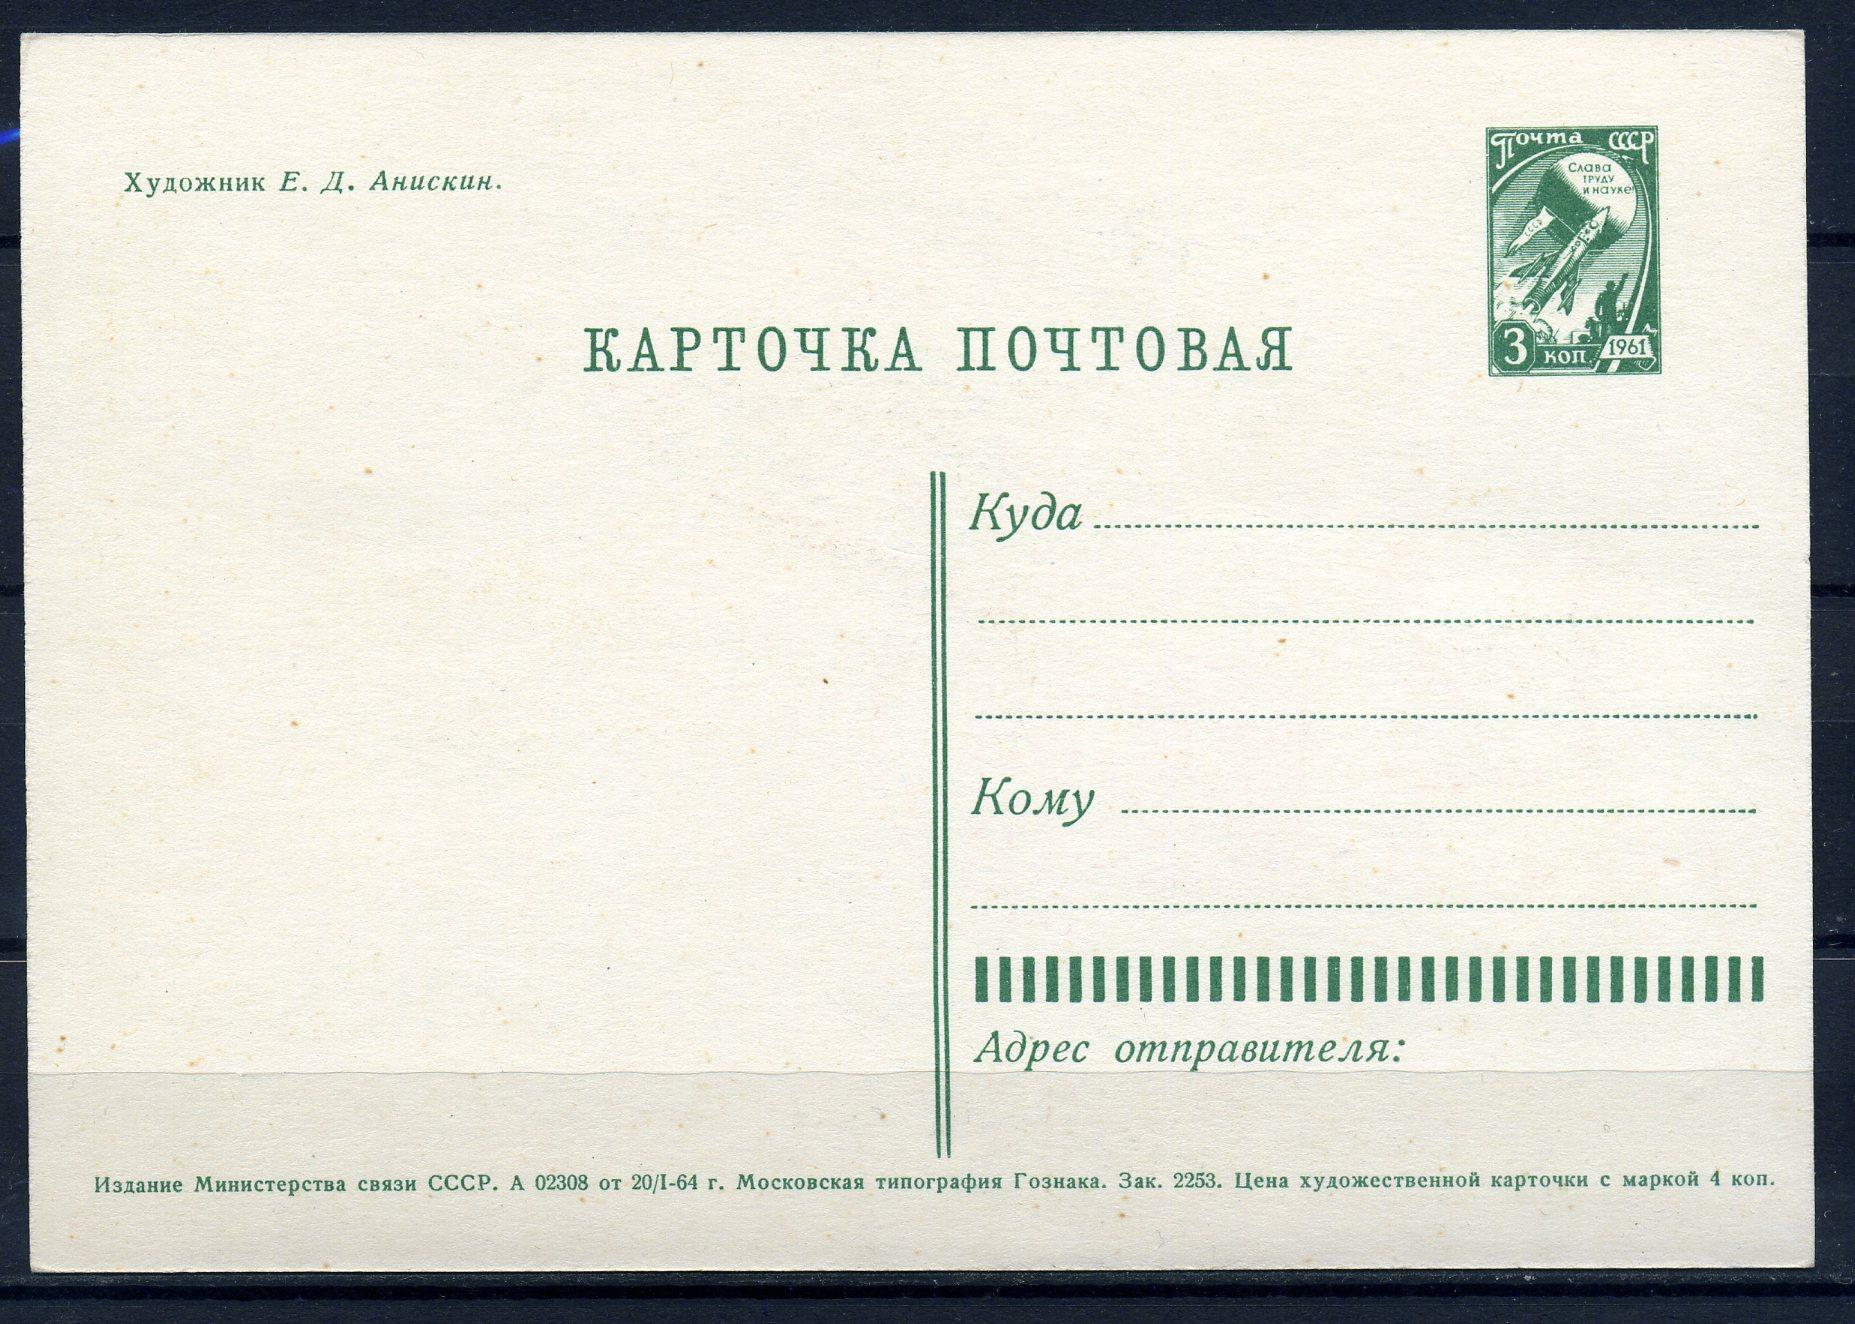 Художник Е. Д. Анискин.
Почта СССР
Слава
труду
и науке!
СССР
3 коп. 1961
КАРТОЧКА ПОЧТОВАЯ
Куда
Кому
Адрес отправителя:
Издание Министерства связи СССР. А 02308 от 20/I-64 г. Московская типография Гознака. Зак. 2253. Цена художественной карточки с маркой 4 коп.